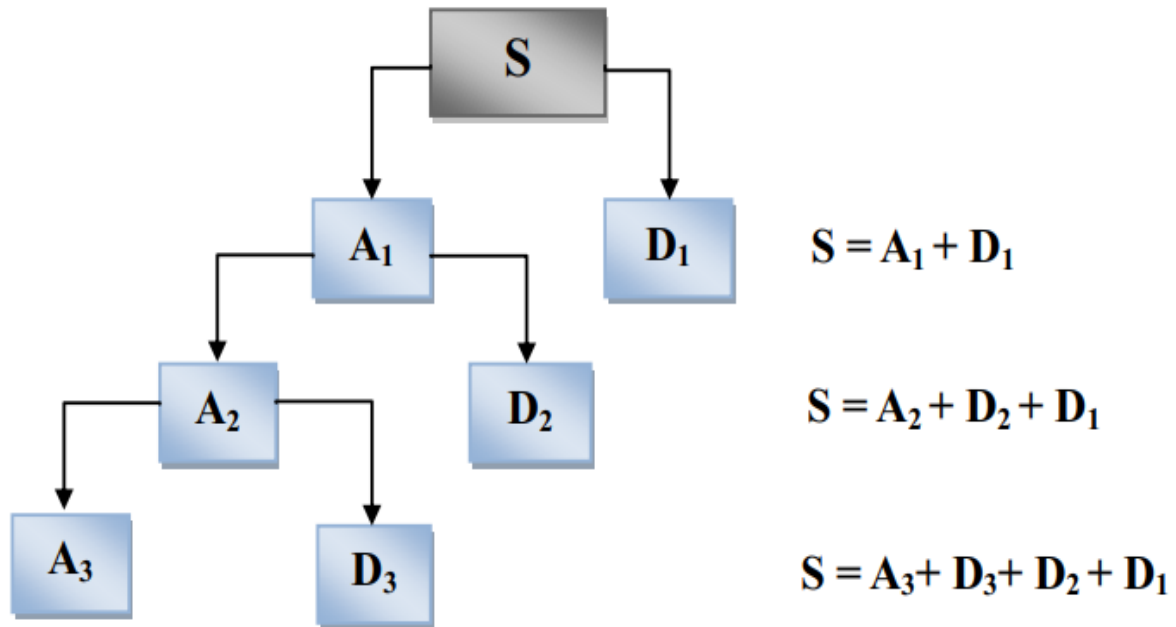 S
A₁
D₁
S = A₁ + D₁
A₂
D₂
S = A₂ + D₂ + D₁
A₃
D₃
S = A₃+ D₃+ D₂ + D₁